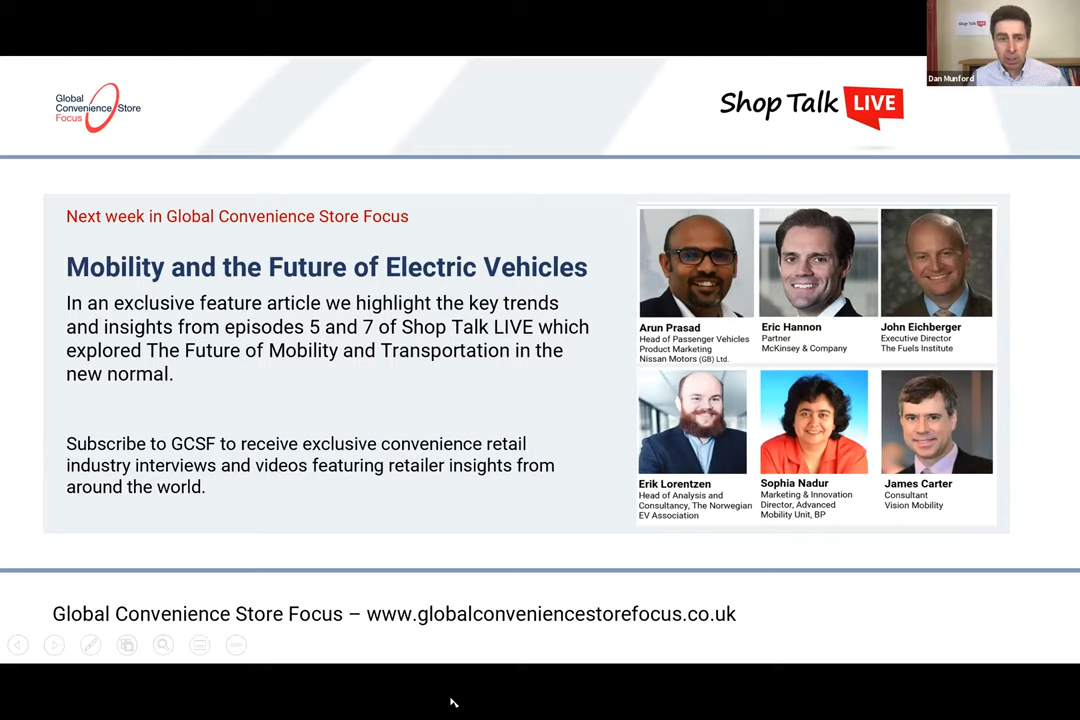 Shop Talk LIVE
Dan Munford
Global
Convenience Store
Focus
Shop Talk LIVE
Next week in Global Convenience Store Focus
Mobility and the Future of Electric Vehicles
In an exclusive feature article we highlight the key trends
and insights from episodes 5 and 7 of Shop Talk LIVE which
explored The Future of Mobility and Transportation in the
new normal.
Subscribe to GCSF to receive exclusive convenience retail
industry interviews and videos featuring retailer insights from
around the world.
Arun Prasad
Head of Passenger Vehicles
Product Marketing
Nissan Motors (GB) Ltd.
Eric Hannon
Partner
McKinsey & Company
John Eichberger
Executive Director
The Fuels Institute
Erik Lorentzen
Head of Analysis and
Consultancy, The Norwegian
EV Association
Sophia Nadur
Marketing & Innovation
Director, Advanced
Mobility Unit, BP
James Carter
Consultant
Vision Mobility
Global Convenience Store Focus – www.globalconveniencestorefocus.co.uk